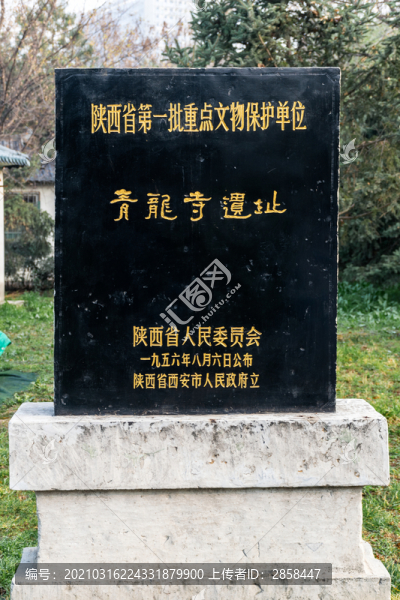 陕西省第一批重点文物保护单位
青龍寺遺址
陕西省人民委员会
一九五六年八月六日公布
陕西省西安市人民政府立
汇图网
编号:20210316224331879900 上传者ID:2858447